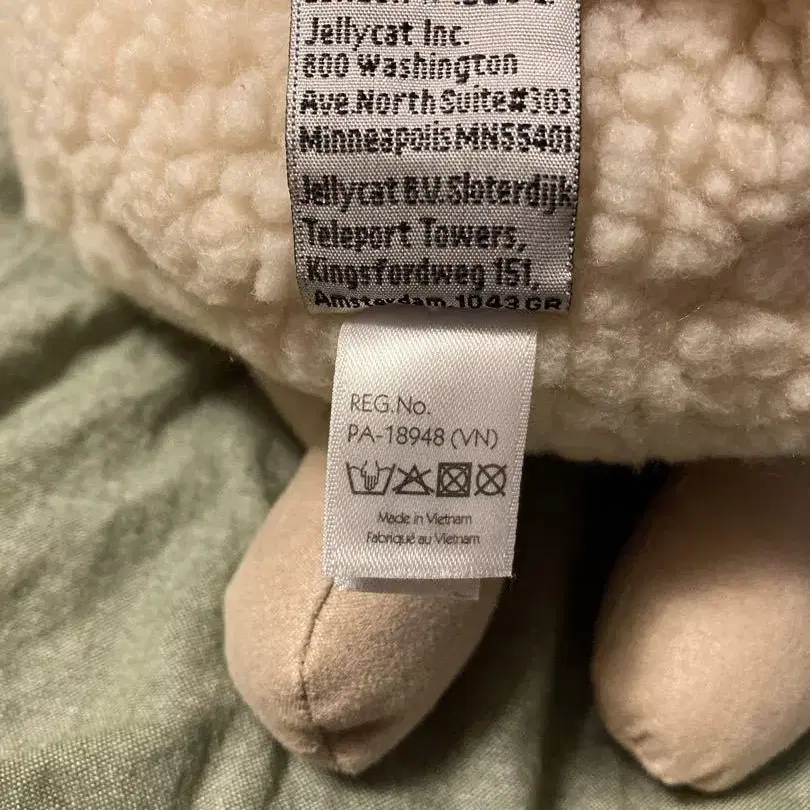 Jellycat Inc.
800 Washington
Ave.North Suite#303
Minneapolis MN55401
Jellycat B.V. Sloterdijk
Teleport Towers,
Kingsfordweg 151,
Amsterdam, 1043 GR
REG.No.
PA-18948 (VN)
Made in Vietnam
Fabriqué au Vietnam